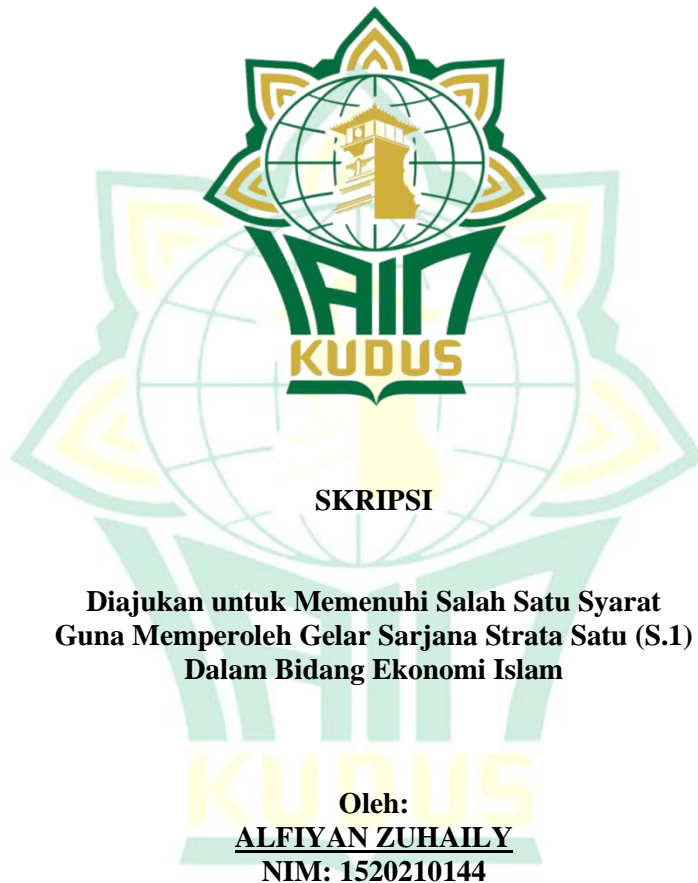 IAIN
KUDUS
SKRIPSI
Diajukan untuk Memenuhi Salah Satu Syarat
Guna Memperoleh Gelar Sarjana Strata Satu (S.1)
Dalam Bidang Ekonomi Islam
Oleh:
ALFIYAN ZUHAILY
NIM: 1520210144